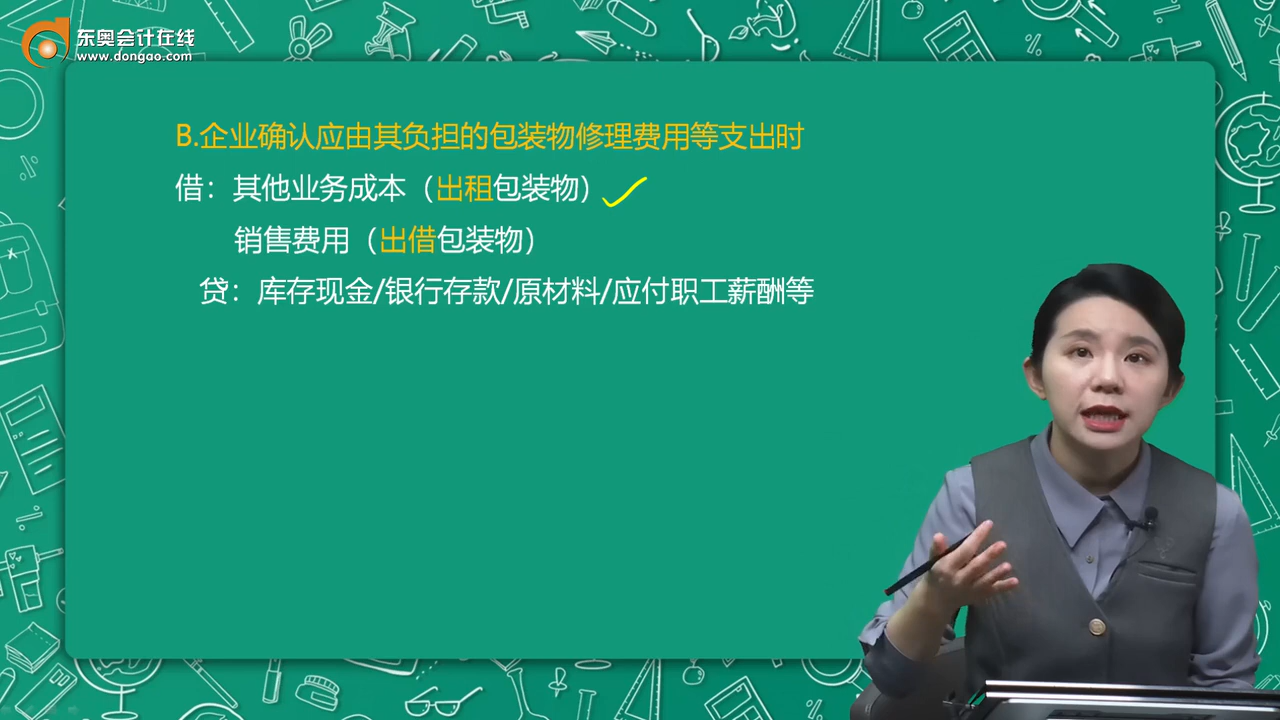 东奥会计在线
www.dongao.com
B.企业确认应由其负担的包装物修理费用等支出时
借：其他业务成本（出租包装物）
销售费用（出借包装物）
贷：库存现金/银行存款/原材料/应付职工薪酬等